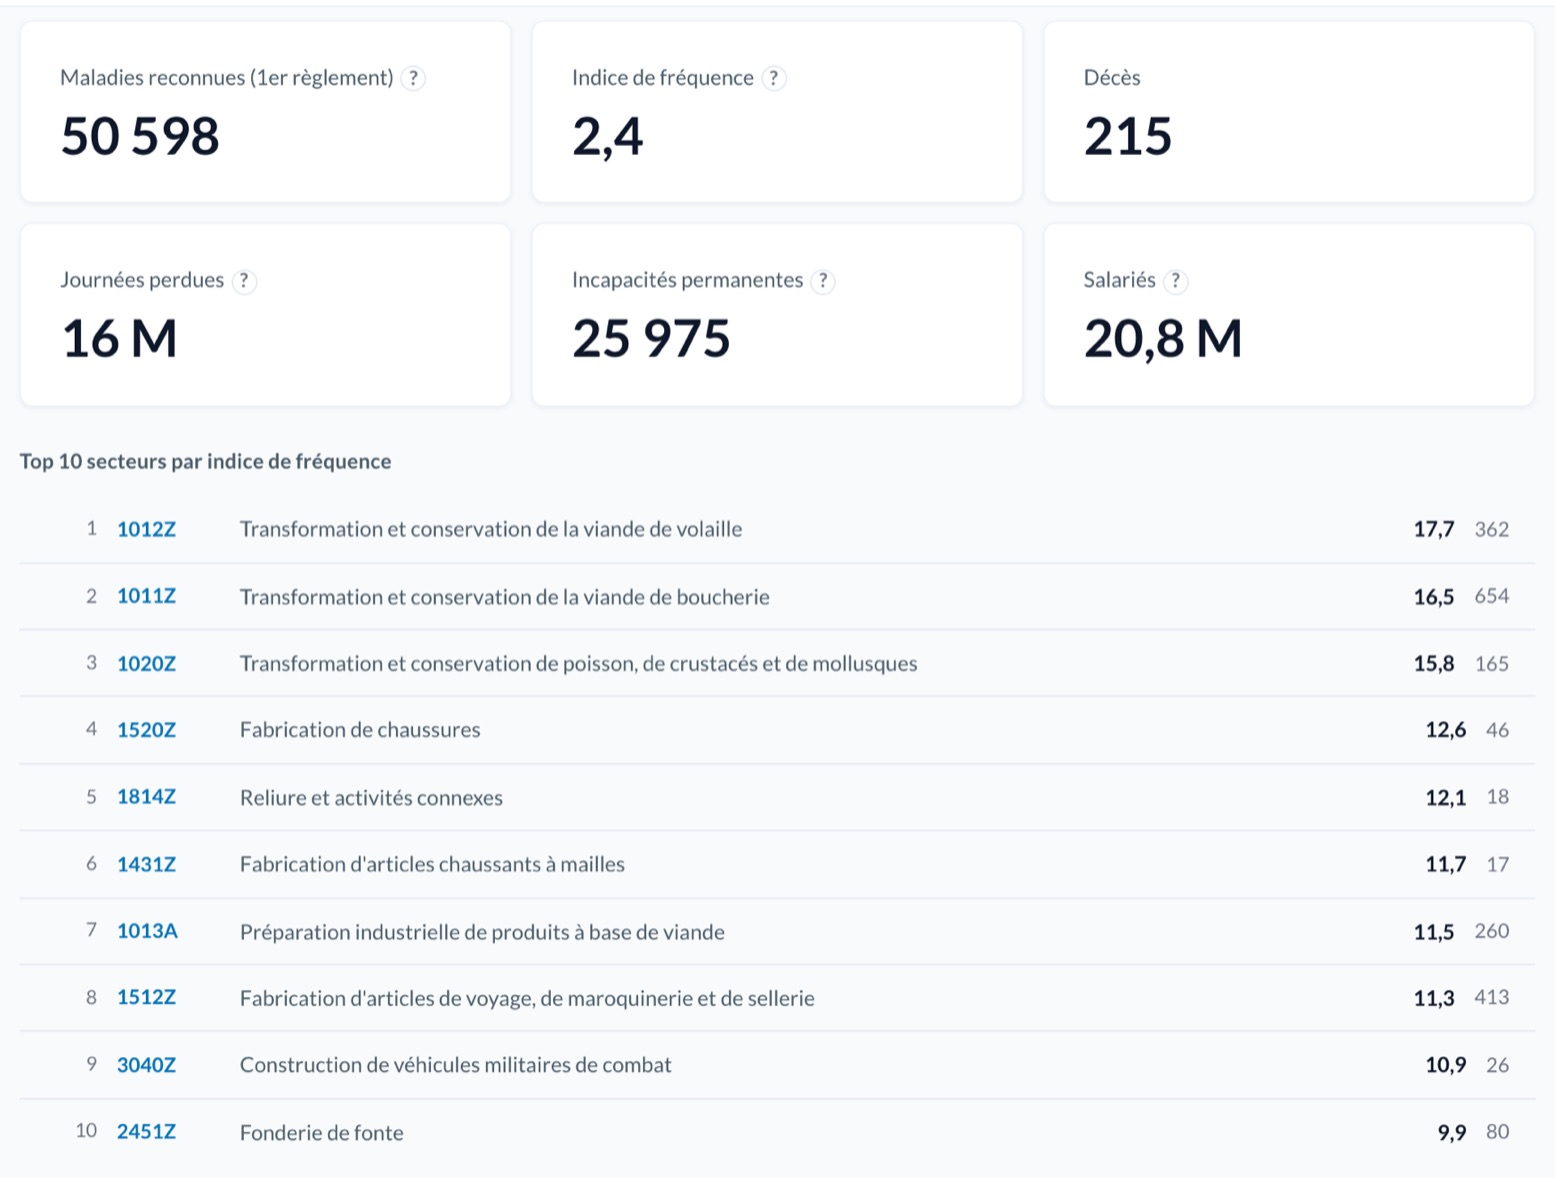 Maladies reconnues (1er règlement) ?
50 598
Indice de fréquence ?
2,4
Décès
215
Journées perdues ?
16 M
Incapacités permanentes ?
25 975
Salariés ?
20,8 M
Top 10 secteurs par indice de fréquence
1 1012Z Transformation et conservation de la viande de volaille 17,7 362
2 1011Z Transformation et conservation de la viande de boucherie 16,5 654
3 1020Z Transformation et conservation de poisson, de crustacés et de mollusques 15,8 165
4 1520Z Fabrication de chaussures 12,6 46
5 1814Z Reliure et activités connexes 12,1 18
6 1431Z Fabrication d'articles chaussants à mailles 11,7 17
7 1013A Préparation industrielle de produits à base de viande 11,5 260
8 1512Z Fabrication d'articles de voyage, de maroquinerie et de sellerie 11,3 413
9 3040Z Construction de véhicules militaires de combat 10,9 26
10 2451Z Fonderie de fonte 9,9 80